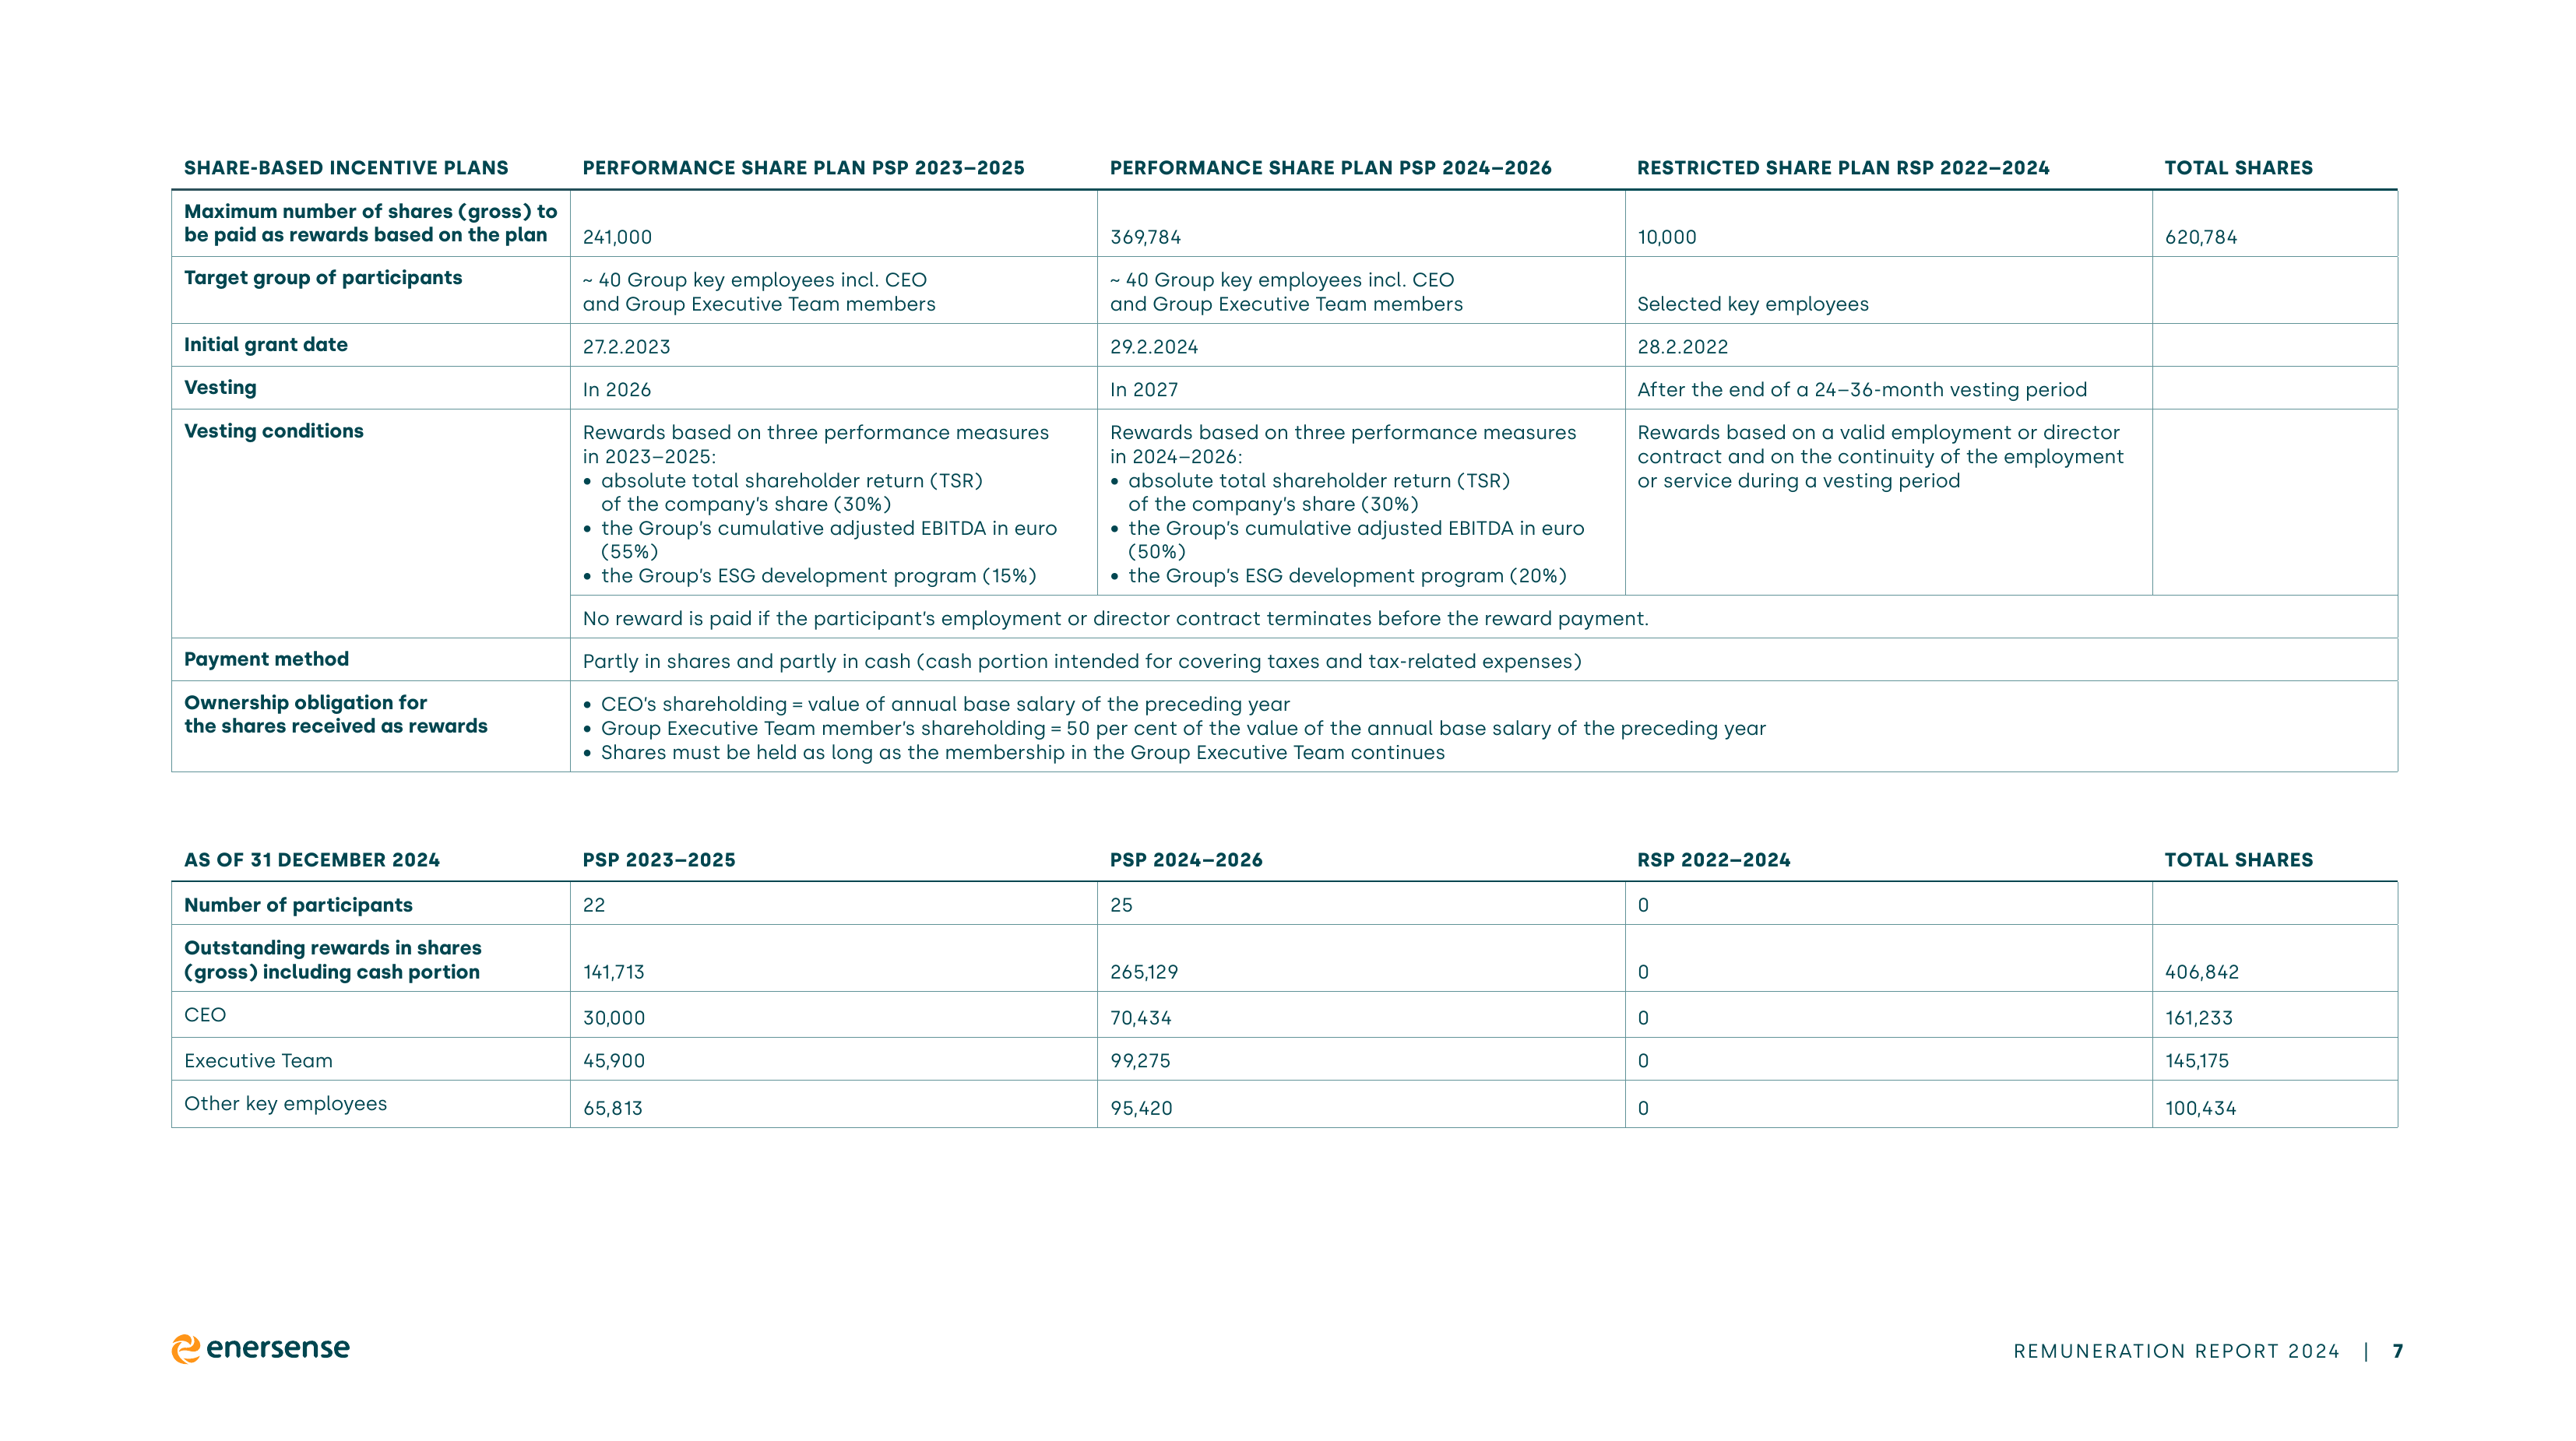 SHARE-BASED INCENTIVE PLANS PERFORMANCE SHARE PLAN PSP 2023–2025 PERFORMANCE SHARE PLAN PSP 2024–2026 RESTRICTED SHARE PLAN RSP 2022–2024 TOTAL SHARES
Maximum number of shares (gross) to
be paid as rewards based on the plan 241,000 369,784 10,000 620,784
Target group of participants ~ 40 Group key employees incl. CEO ~ 40 Group key employees incl. CEO
and Group Executive Team members and Group Executive Team members Selected key employees
Initial grant date 27.2.2023 29.2.2024 28.2.2022
Vesting In 2026 In 2027 After the end of a 24–36-month vesting period
Vesting conditions Rewards based on three performance measures Rewards based on three performance measures Rewards based on a valid employment or director
in 2023–2025: in 2024–2026: contract and on the continuity of the employment
• absolute total shareholder return (TSR) • absolute total shareholder return (TSR) or service during a vesting period
of the company's share (30%) of the company's share (30%)
• the Group's cumulative adjusted EBITDA in euro • the Group's cumulative adjusted EBITDA in euro
(55%) (50%)
• the Group's ESG development program (15%) • the Group's ESG development program (20%)
No reward is paid if the participant's employment or director contract terminates before the reward payment.
Payment method Partly in shares and partly in cash (cash portion intended for covering taxes and tax-related expenses)
Ownership obligation for • CEO's shareholding = value of annual base salary of the preceding year
the shares received as rewards • Group Executive Team member's shareholding = 50 per cent of the value of the annual base salary of the preceding year
• Shares must be held as long as the membership in the Group Executive Team continues
AS OF 31 DECEMBER 2024 PSP 2023–2025 PSP 2024–2026 RSP 2022–2024 TOTAL SHARES
Number of participants 22 25 0
Outstanding rewards in shares
(gross) including cash portion 141,713 265,129 0 406,842
CEO 30,000 70,434 0 161,233
Executive Team 45,900 99,275 0 145,175
Other key employees 65,813 95,420 0 100,434
enersense REMUNERATION REPORT 2024 | 7